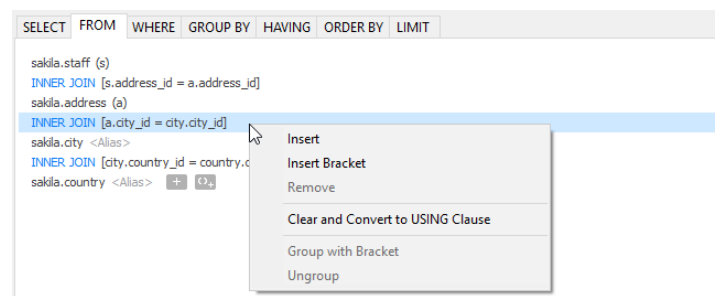 SELECT FROM WHERE GROUP BY HAVING ORDER BY LIMIT
sakila.staff (s)
INNER JOIN [s.address_id = a.address_id]
sakila.address (a)
INNER JOIN [a.city_id = city.city_id]
sakila.city <Alias>
INNER JOIN [city.country_id = country.c
sakila.country <Alias>
Insert
Insert Bracket
Remove
Clear and Convert to USING Clause
Group with Bracket
Ungroup